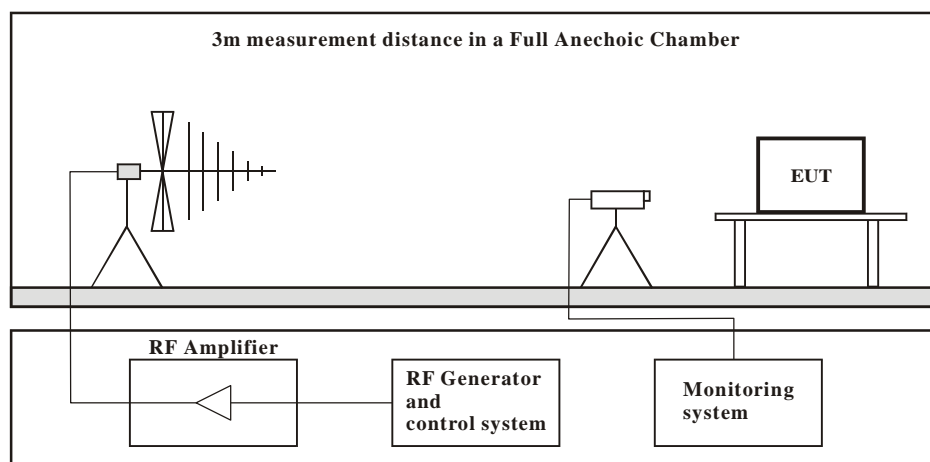 3m measurement distance in a Full Anechoic Chamber
EUT
RF Amplifier
RF Generator
and
control system
Monitoring
system